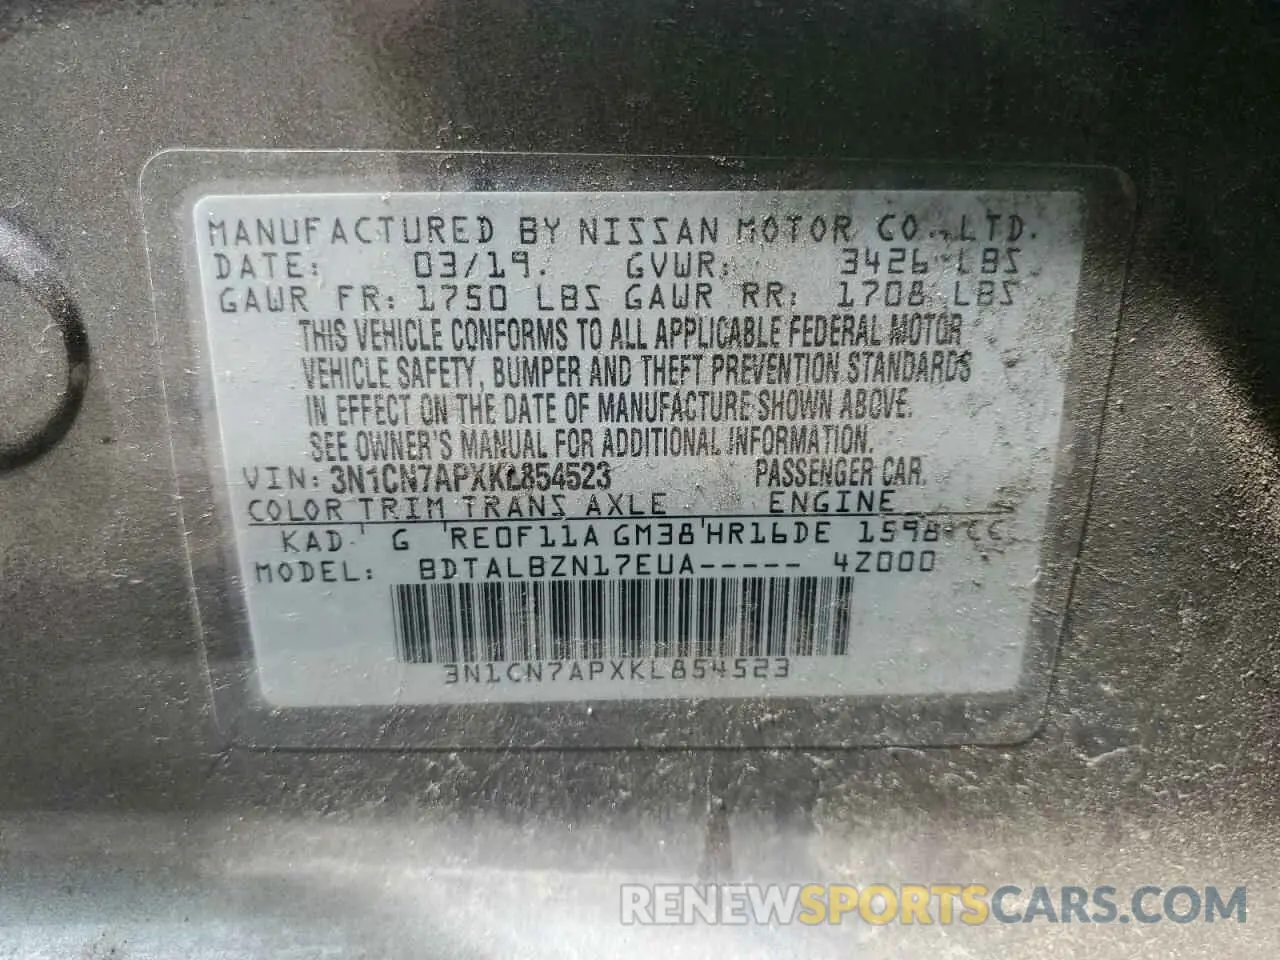 MANUFACTURED BY NISSAN MOTOR CO., LTD.
DATE: 03/19. GVWR: 3426 LBS
GAWR FR: 1750 LBS GAWR RR: 1708 LBS
THIS VEHICLE CONFORMS TO ALL APPLICABLE FEDERAL MOTOR
VEHICLE SAFETY, BUMPER AND THEFT PREVENTION STANDARDS
IN EFFECT ON THE DATE OF MANUFACTURE SHOWN ABOVE.
SEE OWNER'S MANUAL FOR ADDITIONAL INFORMATION.
VIN: 3N1CN7APXKL854523 PASSENGER CAR.
COLOR TRIM TRANS AXLE ENGINE
KAD G RE0F11A GM38 HR16DE 1598 CC
MODEL: BDTALBZN17EUA----- 4Z000
3N1CN7APXKL854523
RENEWSPORTSCARS.COM